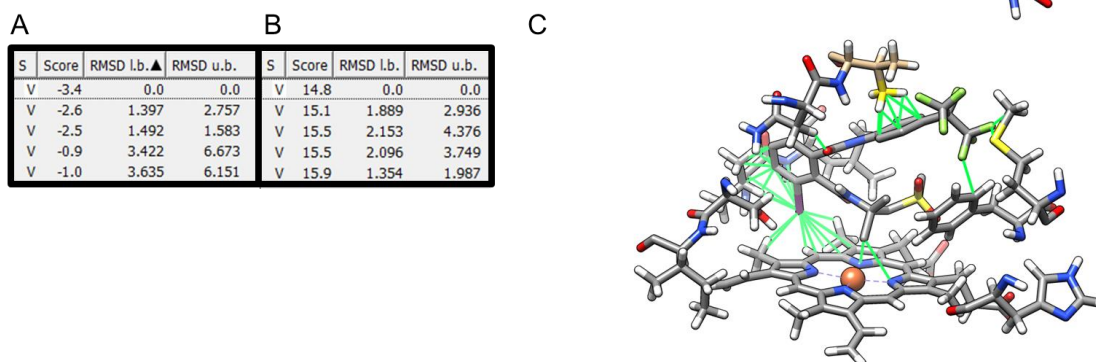 A
B
C
S Score RMSD l.b.▲ RMSD u.b.
V -3.4 0.0 0.0
V -2.6 1.397 2.757
V -2.5 1.492 1.583
V -0.9 3.422 6.673
V -1.0 3.635 6.151
S Score RMSD l.b. RMSD u.b.
V 14.8 0.0 0.0
V 15.1 1.889 2.936
V 15.5 2.153 4.376
V 15.5 2.096 3.749
V 15.9 1.354 1.987